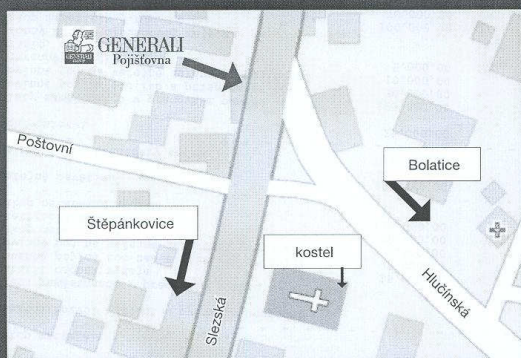 GENERALI
Pojišťovna
Poštovní
Bolatice
Štěpánkovice
kostel
Hlučínská
Slezská